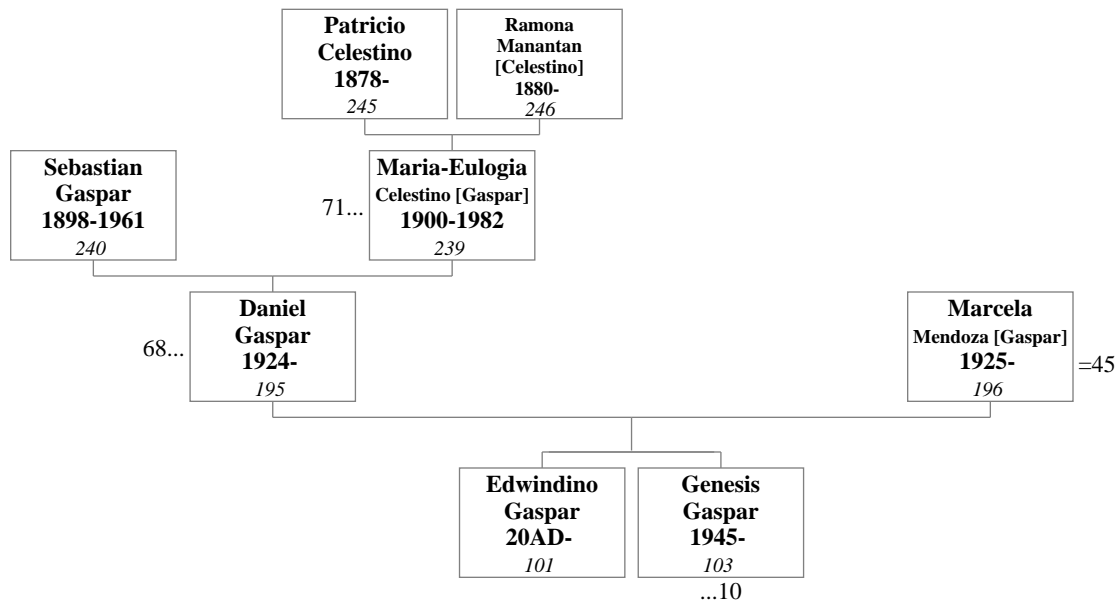 Patricio
Celestino
1878-
245
Ramona
Manantan
[Celestino]
1880-
246
Sebastian
Gaspar
1898-1961
240
71...
Maria-Eulogia
Celestino [Gaspar]
1900-1982
239
68...
Daniel
Gaspar
1924-
195
Marcela
Mendoza [Gaspar]
1925-
196
=45
Edwindino
Gaspar
20AD-
101
Genesis
Gaspar
1945-
103
...10